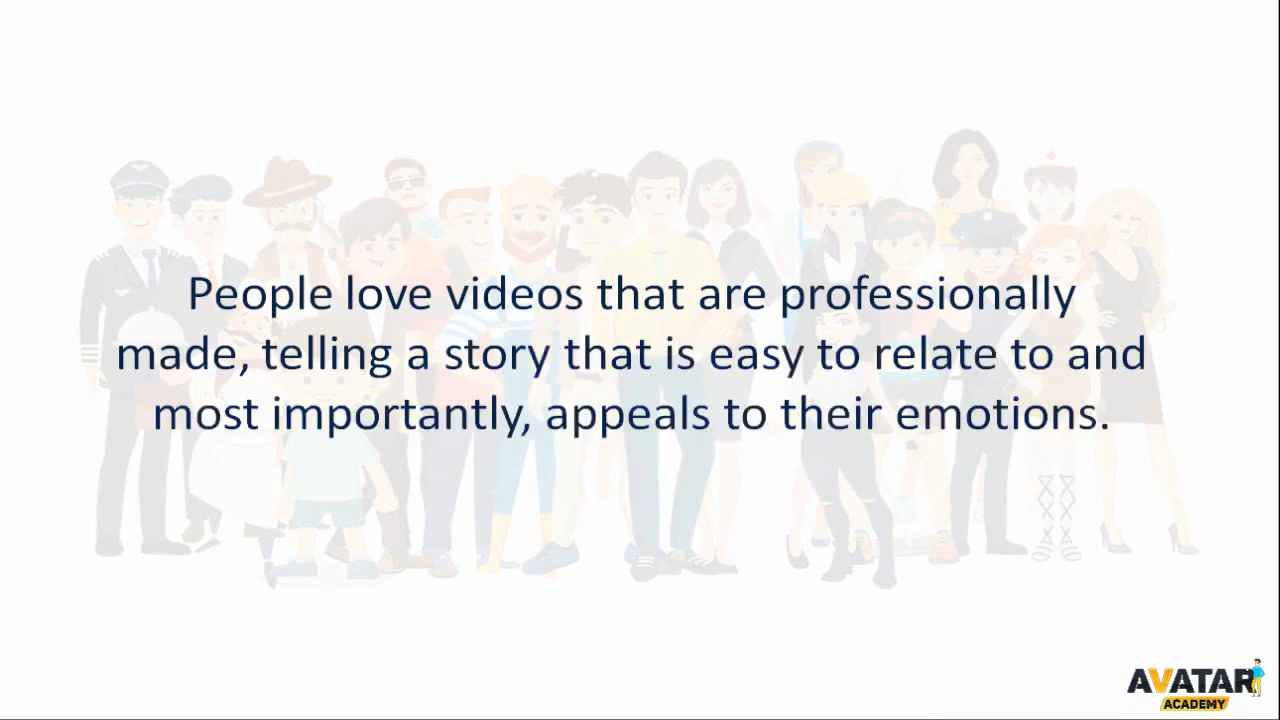 People love videos that are professionally
made, telling a story that is easy to relate to and
most importantly, appeals to their emotions.
AVATAR
ACADEMY